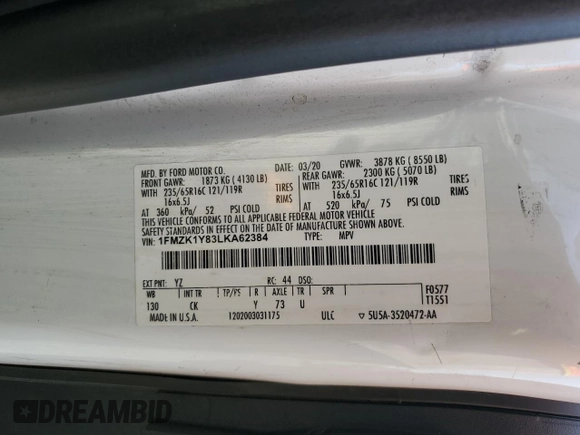 MFD. BY FORD MOTOR CO.
DATE: 03/20 GVWR: 3878 KG ( 8550 LB)
FRONT GAWR: 1873 KG ( 4130 LB)
REAR GAWR: 2300 KG ( 5070 LB)
WITH 235/65R16C 121/119R TIRES
WITH 235/65R16C 121/119R TIRES
16x6.5J RIMS
16x6.5J RIMS
AT 360 kPa/ 52 PSI COLD
AT 520 kPa/ 75 PSI COLD
THIS VEHICLE CONFORMS TO ALL APPLICABLE FEDERAL MOTOR VEHICLE
SAFETY STANDARDS IN EFFECT ON THE DATE OF MANUFACTURE SHOWN ABOVE.
VIN: 1FMZK1Y83LKA62384 TYPE: MPV
EXT PNT: YZ RC: 44 DSO:
WB INT TR TP/PS R AXLE TR SPR F0577
130 CK Y 73 U T1551
MADE IN U.S.A. 1202003031175 ULC ▽ 5U5A-3520472-AA
DREAMBID